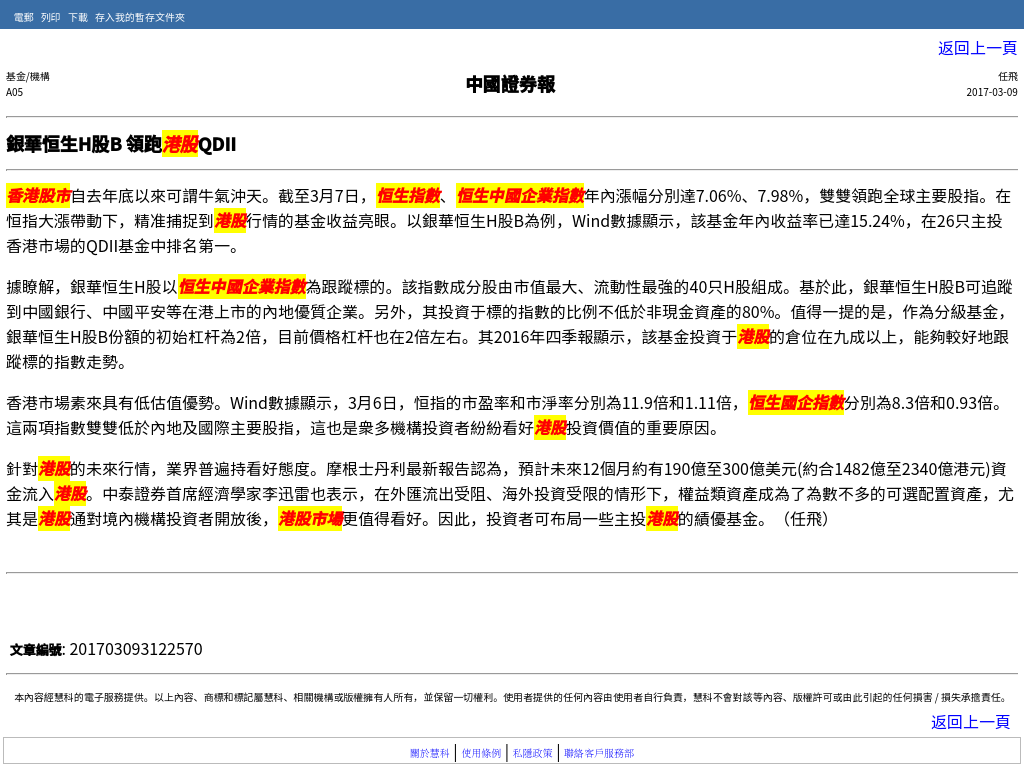 電郵 列印 下載 存入我的暫存文件夾
返回上一頁
基金/機構
A05
中國證券報
任飛
2017-03-09
銀華恒生H股B 領跑港股QDII
香港股市自去年底以來可謂牛氣沖天。截至3月7日，恒生指數、恒生中國企業指數年內漲幅分別達7.06%、7.98%，雙雙領跑全球主要股指。在
恒指大漲帶動下，精准捕捉到港股行情的基金收益亮眼。以銀華恒生H股B為例，Wind數據顯示，該基金年內收益率已達15.24%，在26只主投
香港市場的QDII基金中排名第一。
據瞭解，銀華恒生H股以恒生中國企業指數為跟蹤標的。該指數成分股由市值最大、流動性最強的40只H股組成。基於此，銀華恒生H股B可追蹤
到中國銀行、中國平安等在港上市的內地優質企業。另外，其投資于標的指數的比例不低於非現金資產的80%。值得一提的是，作為分級基金，
銀華恒生H股B份額的初始杠杆為2倍，目前價格杠杆也在2倍左右。其2016年四季報顯示，該基金投資于港股的倉位在九成以上，能夠較好地跟
蹤標的指數走勢。
香港市場素來具有低估值優勢。Wind數據顯示，3月6日，恒指的市盈率和市淨率分別為11.9倍和1.11倍，恒生國企指數分別為8.3倍和0.93倍。
這兩項指數雙雙低於內地及國際主要股指，這也是衆多機構投資者紛紛看好港股投資價值的重要原因。
針對港股的未來行情，業界普遍持看好態度。摩根士丹利最新報告認為，預計未來12個月約有190億至300億美元(約合1482億至2340億港元)資
金流入港股。中泰證券首席經濟學家李迅雷也表示，在外匯流出受阻、海外投資受限的情形下，權益類資產成為了為數不多的可選配置資產，尤
其是港股通對境內機構投資者開放後，港股市場更值得看好。因此，投資者可布局一些主投港股的績優基金。（任飛）
文章編號: 201703093122570
本內容經慧科的電子服務提供。以上內容、商標和標記屬慧科、相關機構或版權擁有人所有，並保留一切權利。使用者提供的任何內容由使用者自行負責，慧科不會對該等內容、版權許可或由此引起的任何損害 / 損失承擔責任。
返回上一頁
關於慧科 | 使用條例 | 私隱政策 | 聯絡客戶服務部